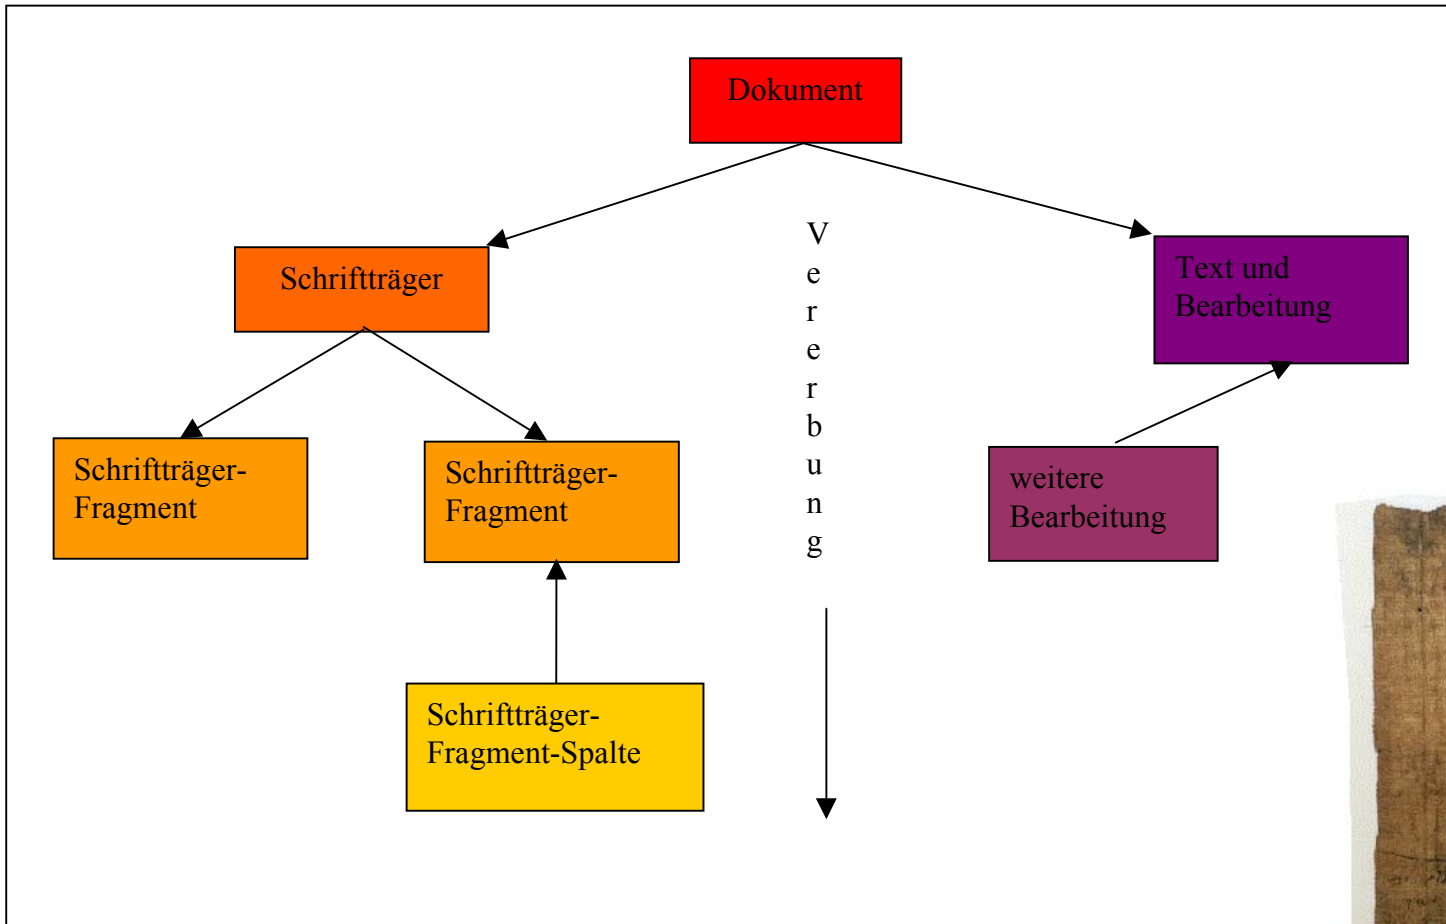 Dokument
Schriftträger
Text und
Bearbeitung
V
e
r
e
r
b
u
n
g
Schriftträger-
Fragment
Schriftträger-
Fragment
weitere
Bearbeitung
Schriftträger-
Fragment-Spalte